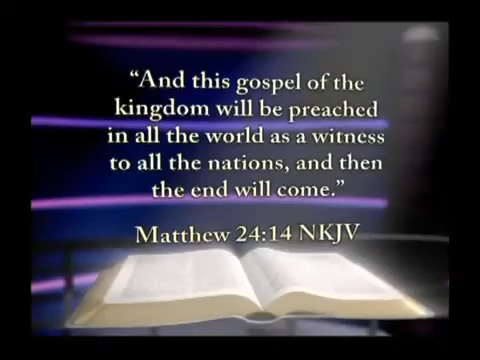 “And this gospel of the
kingdom will be preached
in all the world as a witness
to all the nations, and then
the end will come.”
Matthew 24:14 NKJV